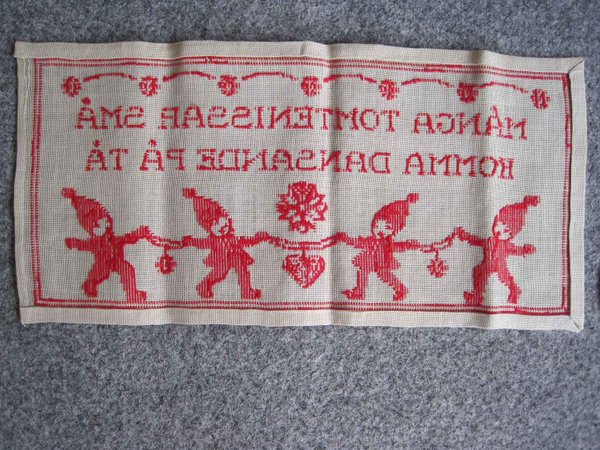 MÅNGA TOMTENISSAR SMÅ
KOMMA DANSANDE PÅ TÅ